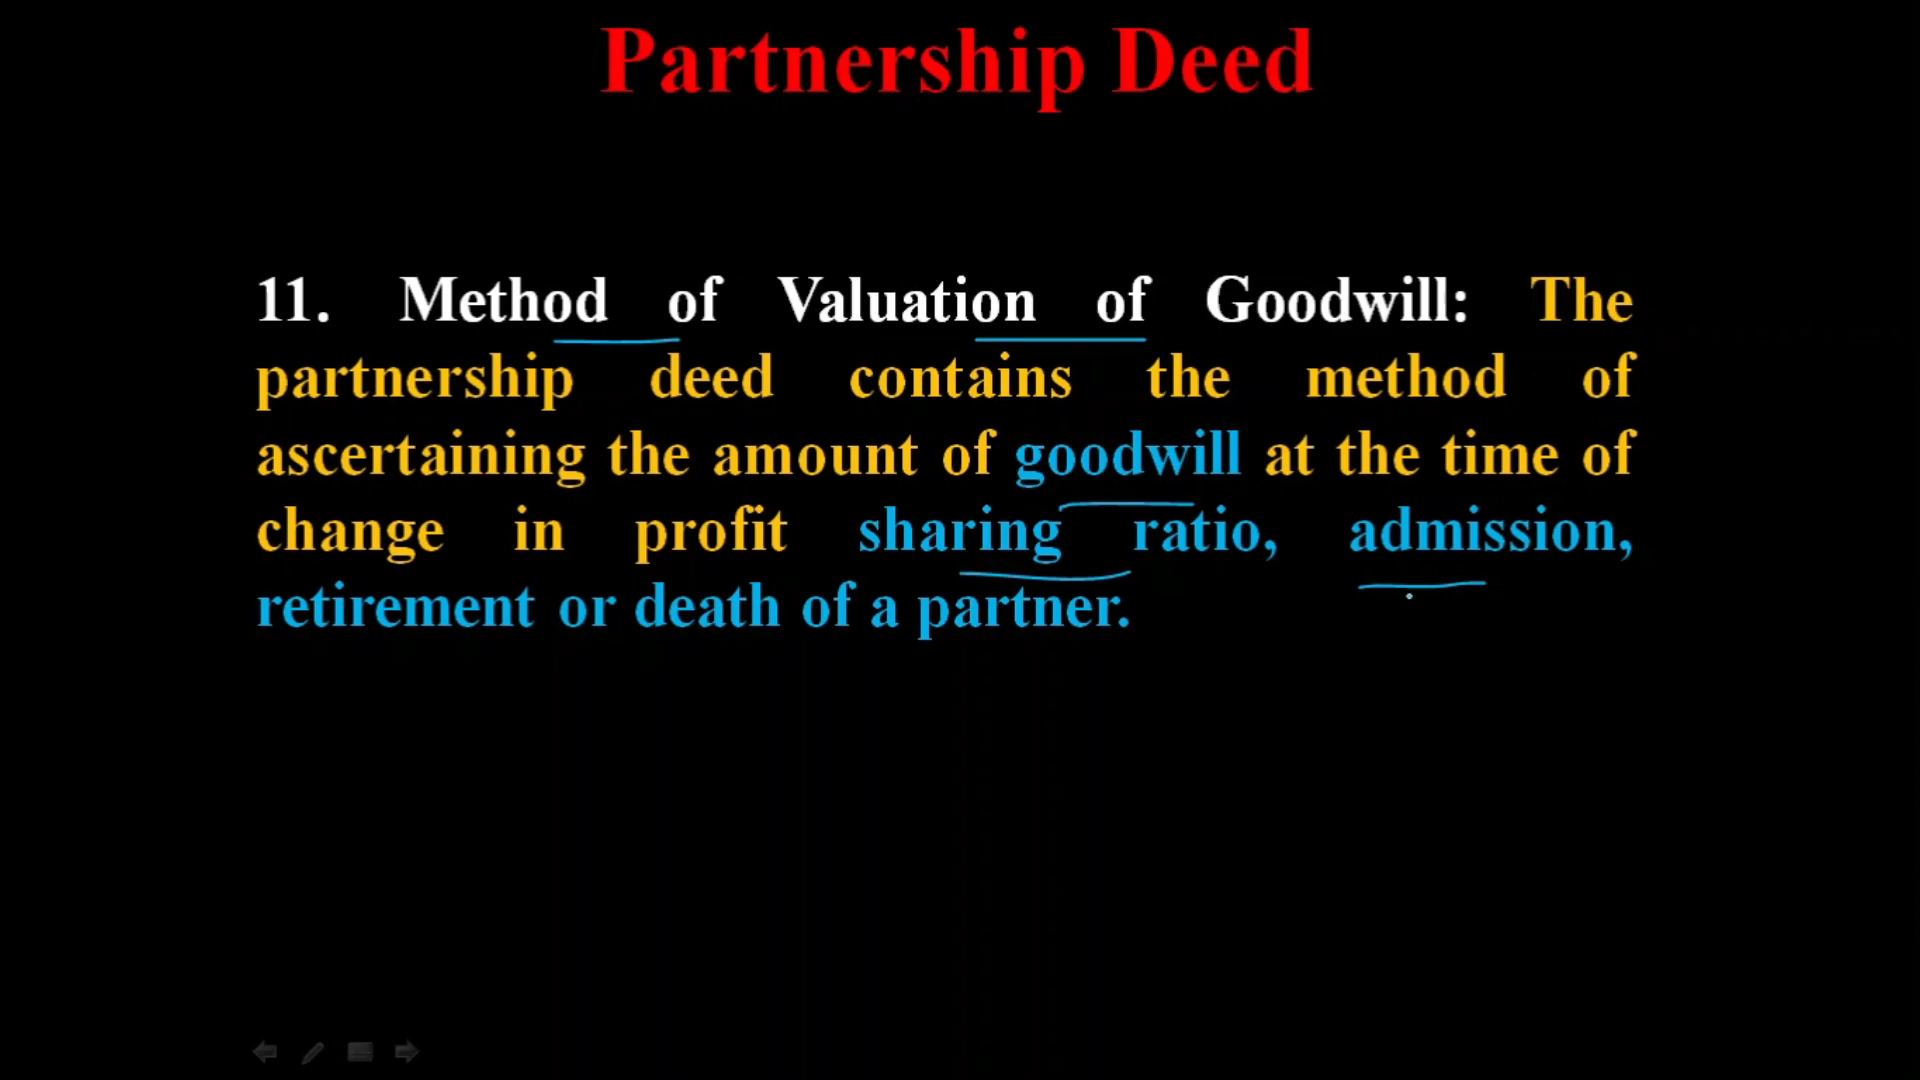 Partnership Deed
11. Method of Valuation of Goodwill: The
partnership deed contains the method of
ascertaining the amount of goodwill at the time of
change in profit sharing ratio, admission,
retirement or death of a partner.